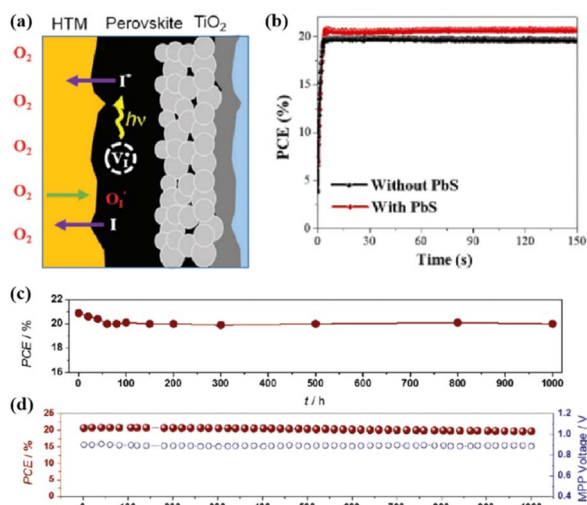 (a)
HTM Perovskite TiO2
O2
I*
O2
hν
VI•
O2
OI'
O2
I
O2
(b)
PCE (%)
20
15
10
5
0
Without PbS
With PbS
0 30 60 90 120 150
Time (s)
(c)
PCE / %
22
20
18
16
0 100 200 300 400 500 600 700 800 900 1000
t / h
(d)
PCE / %
25
20
15
10
5
0
MPP Voltage / V
1.2
1.0
0.8
0.6
0.4